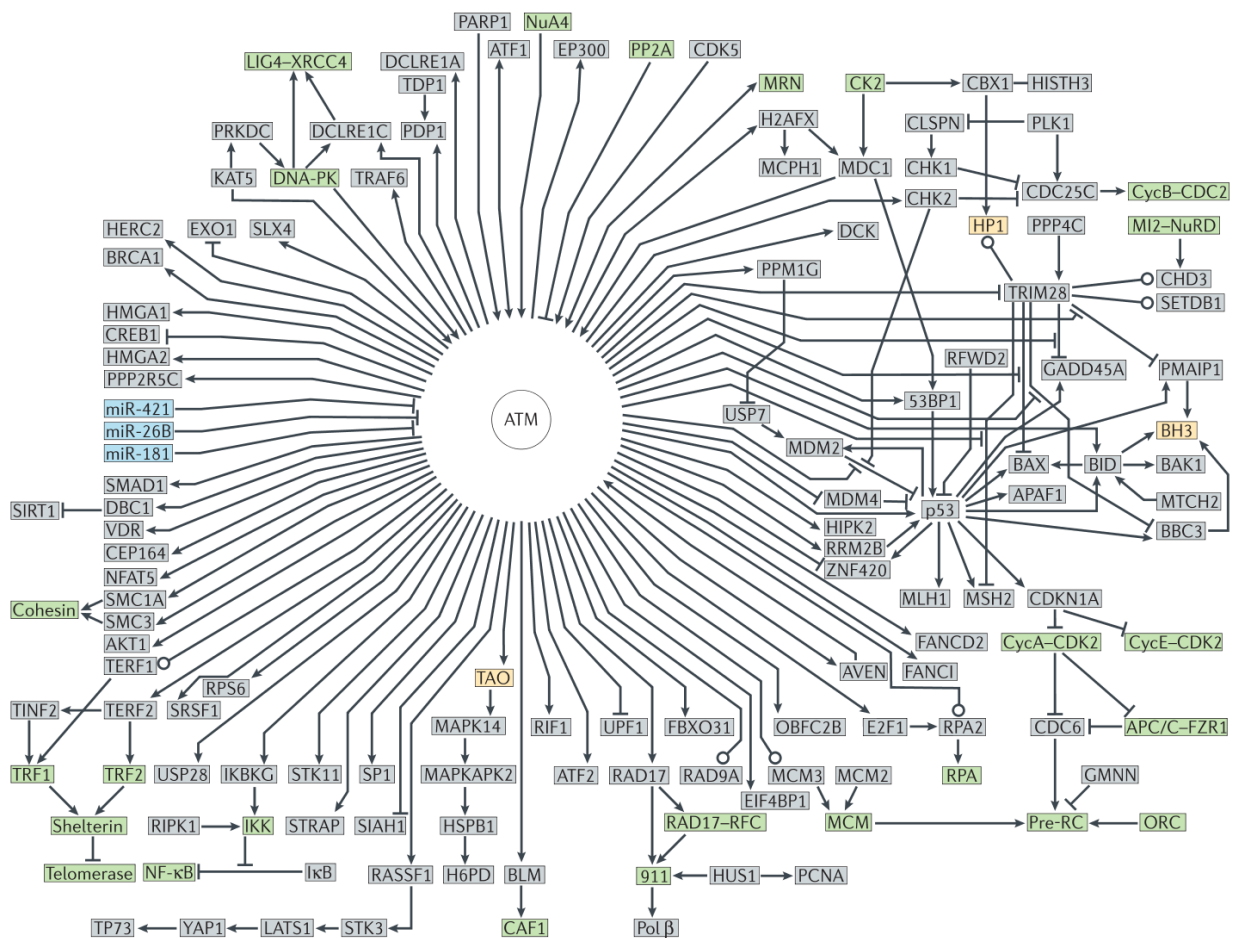 PARP1
NuA4
ATF1
EP300
PP2A
CDK5
LIG4–XRCC4
DCLRE1A
TDP1
MRN
CK2
CBX1
HISTH3
PRKDC
DCLRE1C
PDP1
H2AFX
CLSPN
PLK1
KAT5
DNA-PK
TRAF6
MCPH1
MDC1
CHK1
CDC25C
CycB–CDC2
CHK2
HERC2
EXO1
SLX4
DCK
HP1
PPP4C
MI2–NuRD
BRCA1
PPM1G
CHD3
TRIM28
SETDB1
HMGA1
CREB1
HMGA2
RFWD2
GADD45A
PMAIP1
PPP2R5C
miR-421
53BP1
ATM
USP7
miR-26B
BH3
miR-181
MDM2
BAX
BID
BAK1
SMAD1
MDM4
APAF1
MTCH2
SIRT1
DBC1
p53
VDR
HIPK2
BBC3
CEP164
RRM2B
NFAT5
ZNF420
SMC1A
MLH1
MSH2
CDKN1A
Cohesin
SMC3
AKT1
FANCD2
CycA–CDK2
CycE–CDK2
TERF1
AVEN
FANCI
TAO
RPS6
TINF2
TERF2
SRSF1
MAPK14
RIF1
UPF1
FBXO31
OBFC2B
E2F1
RPA2
CDC6
APC/C–FZR1
TRF1
TRF2
USP28
IKBKG
STK11
SP1
MAPKAPK2
ATF2
RAD17
RAD9A
MCM3
MCM2
RPA
GMNN
EIF4BP1
Shelterin
RIPK1
IKK
STRAP
SIAH1
HSPB1
RAD17–RFC
MCM
Pre-RC
ORC
Telomerase
NF-κB
IκB
RASSF1
H6PD
BLM
911
HUS1
PCNA
TP73
YAP1
LATS1
STK3
CAF1
Pol β